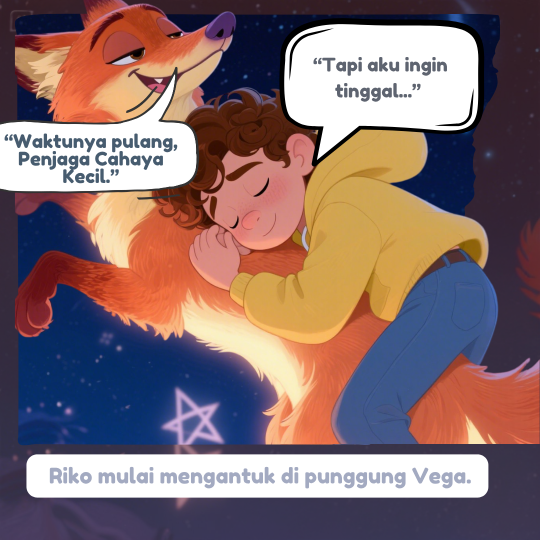 “Tapi aku ingin
tinggal...”
“Waktunya pulang,
Penjaga Cahaya
Kecil.”
Riko mulai mengantuk di punggung Vega.